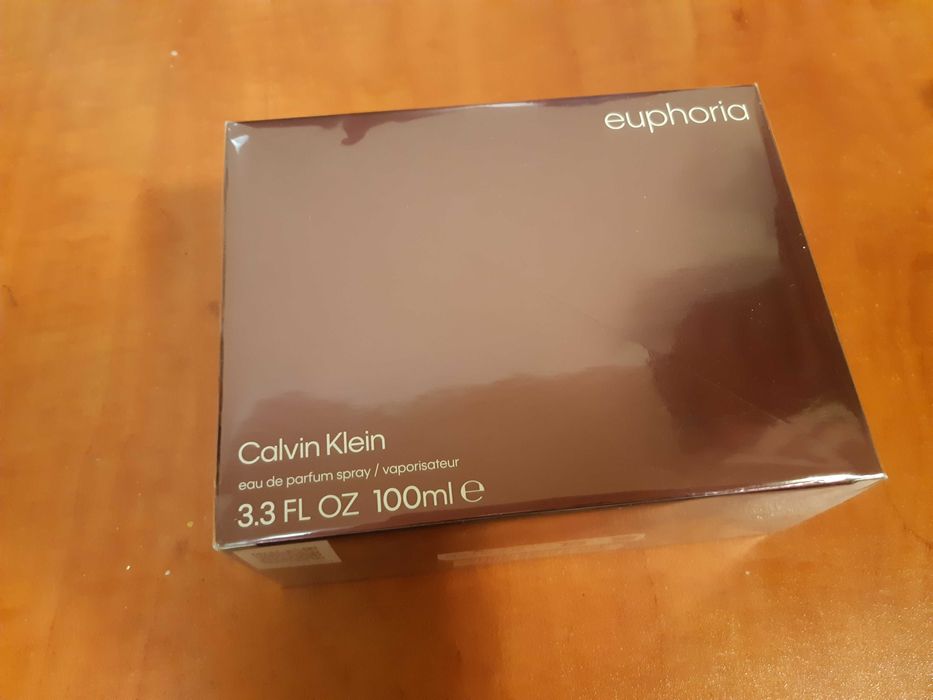 euphoria
Calvin Klein
eau de parfum spray / vaporisateur
3.3 FL OZ 100ml ℮